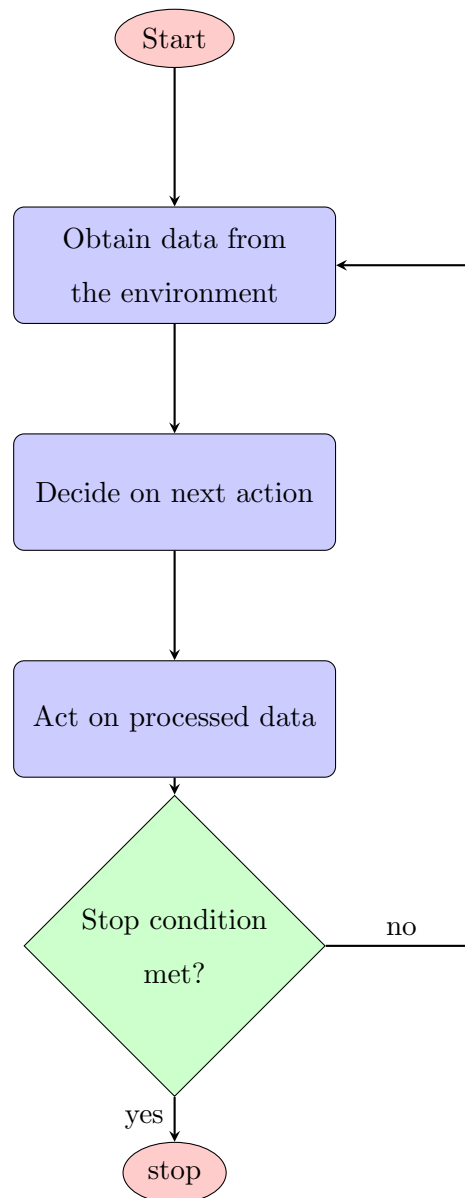 Start
Obtain data from
the environment
Decide on next action
Act on processed data
Stop condition
met?
no
yes
stop